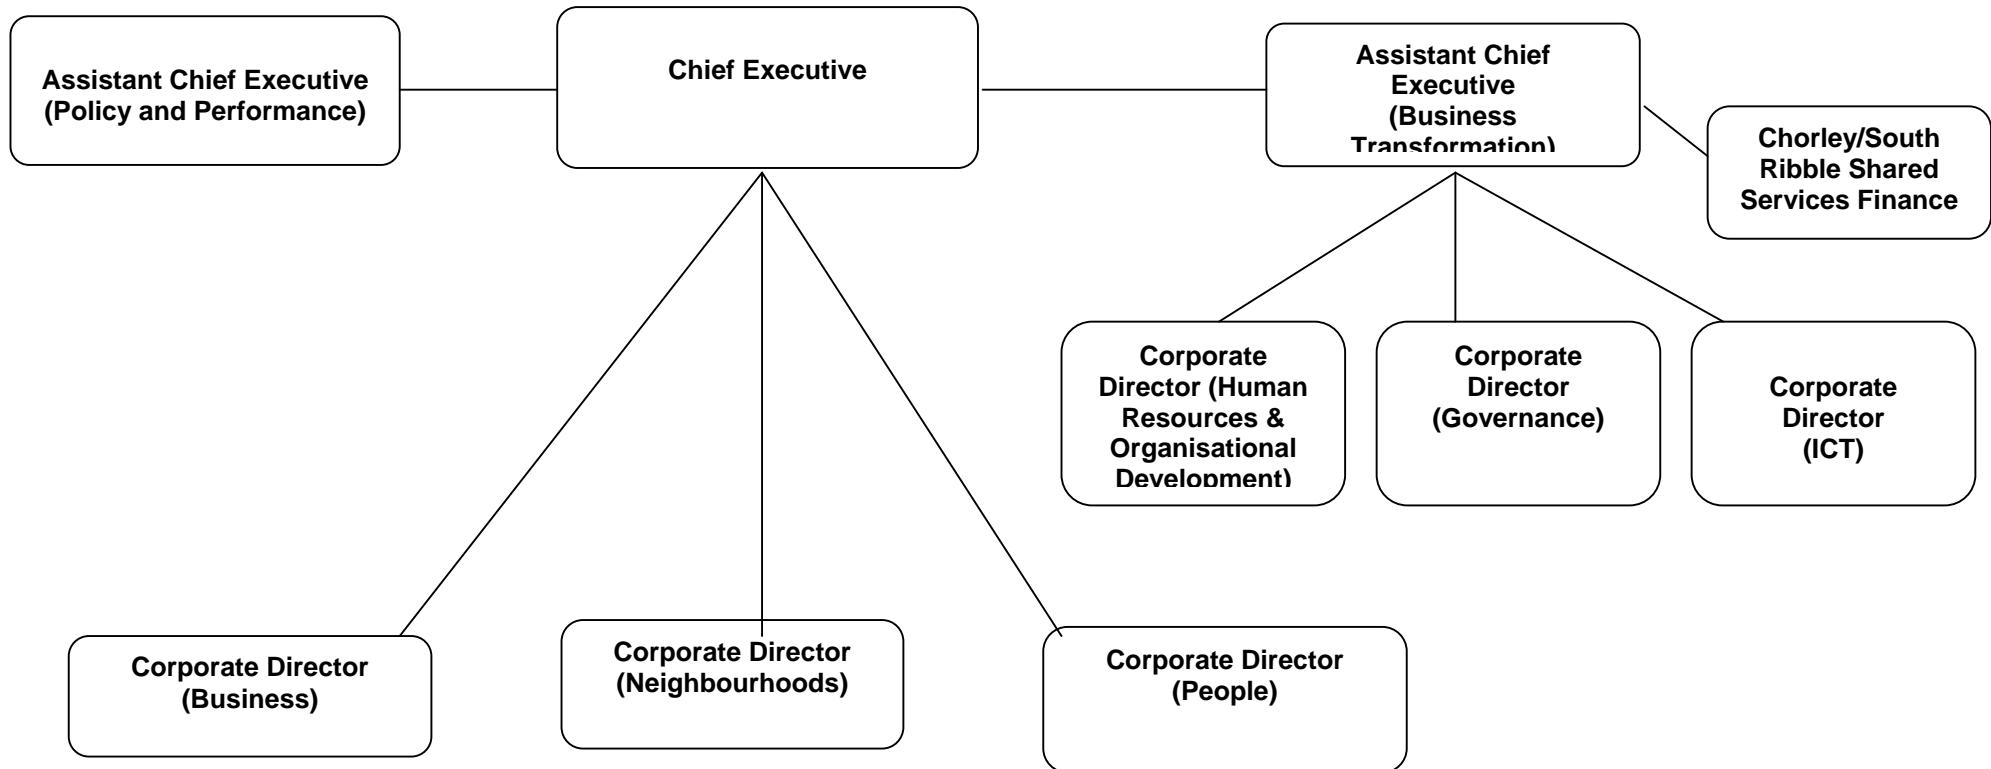 Assistant Chief Executive
(Policy and Performance)
Chief Executive
Assistant Chief
Executive
(Business
Transformation)
Chorley/South
Ribble Shared
Services Finance
Corporate
Director (Human
Resources &
Organisational
Development)
Corporate
Director
(Governance)
Corporate
Director
(ICT)
Corporate Director
(Business)
Corporate Director
(Neighbourhoods)
Corporate Director
(People)